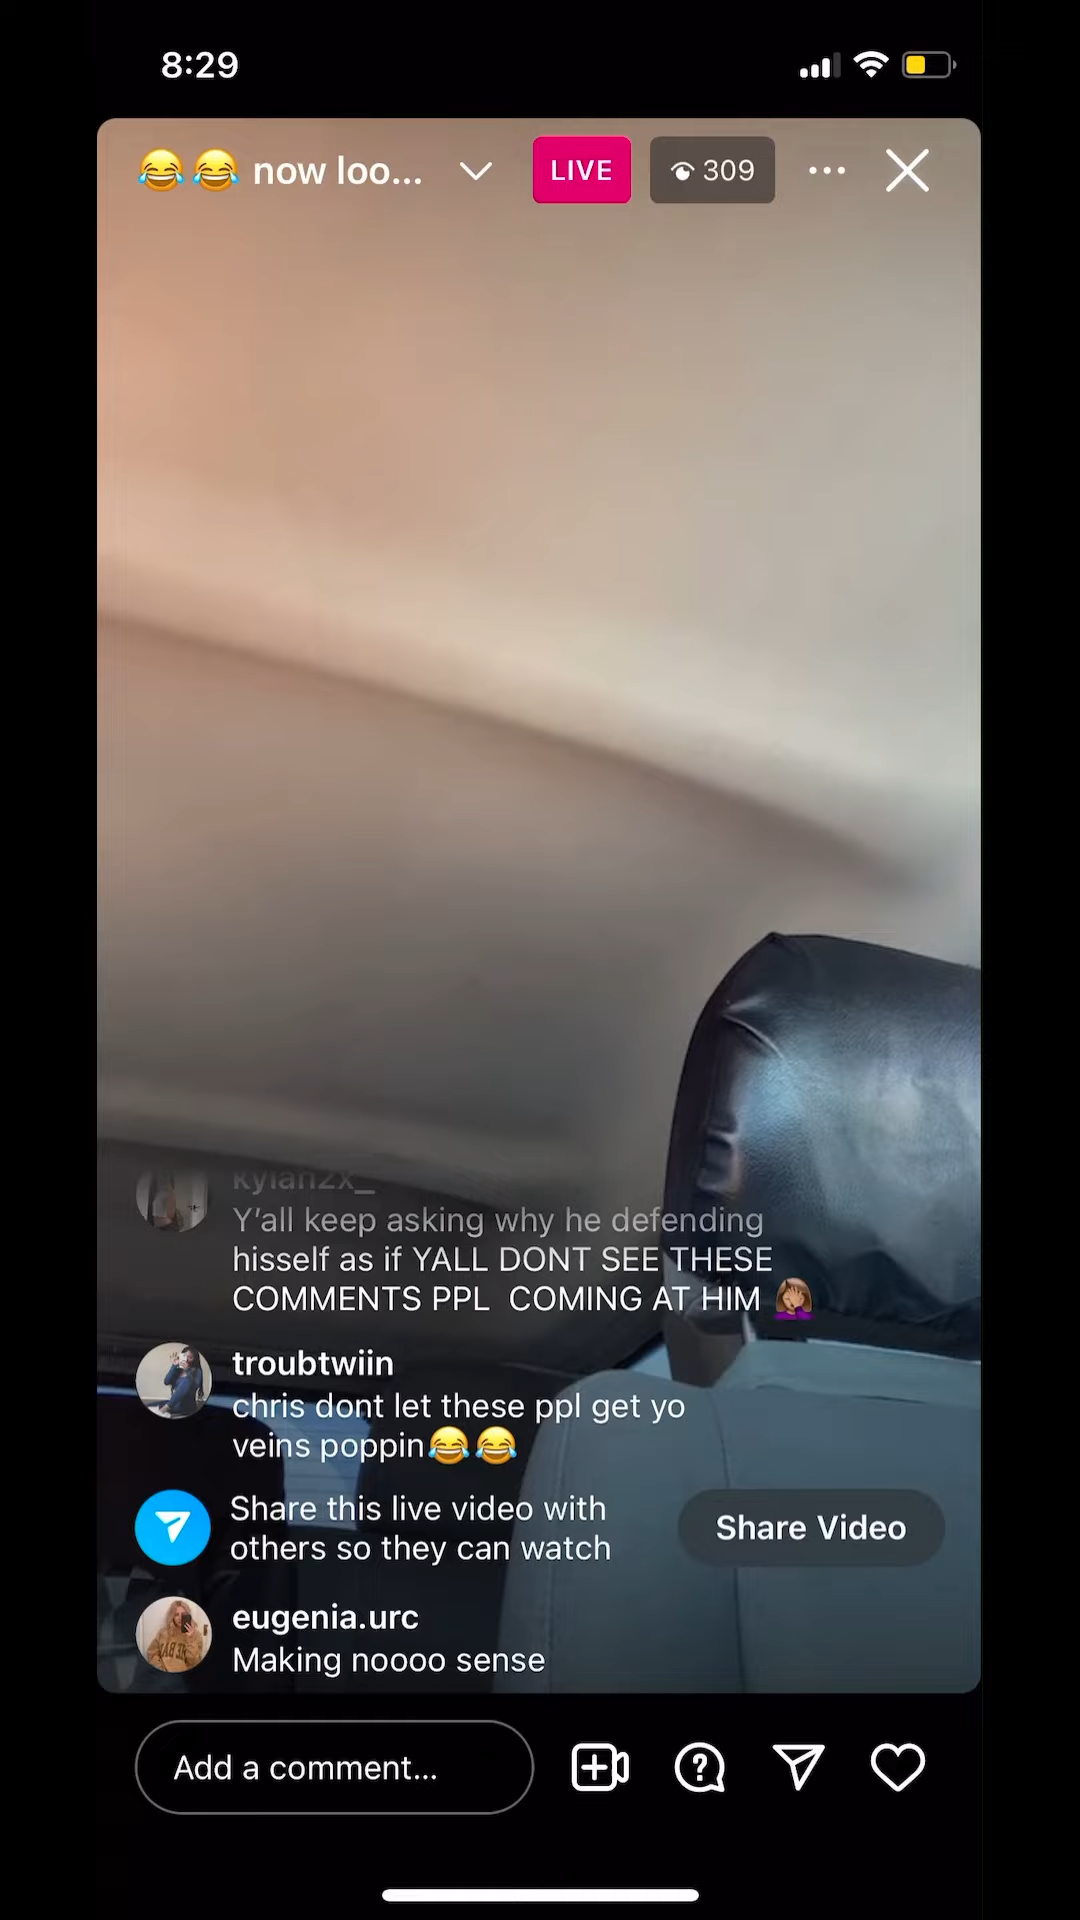 8:29
😂😂 now loo...
LIVE
309
kylah2x_
Y’all keep asking why he defending
hisself as if YALL DONT SEE THESE
COMMENTS PPL  COMING AT HIM 🤦🏽‍♀️
troubtwiin
chris dont let these ppl get yo
veins poppin😂😂
Share this live video with
others so they can watch
Share Video
eugenia.urc
Making noooo sense
Add a comment...